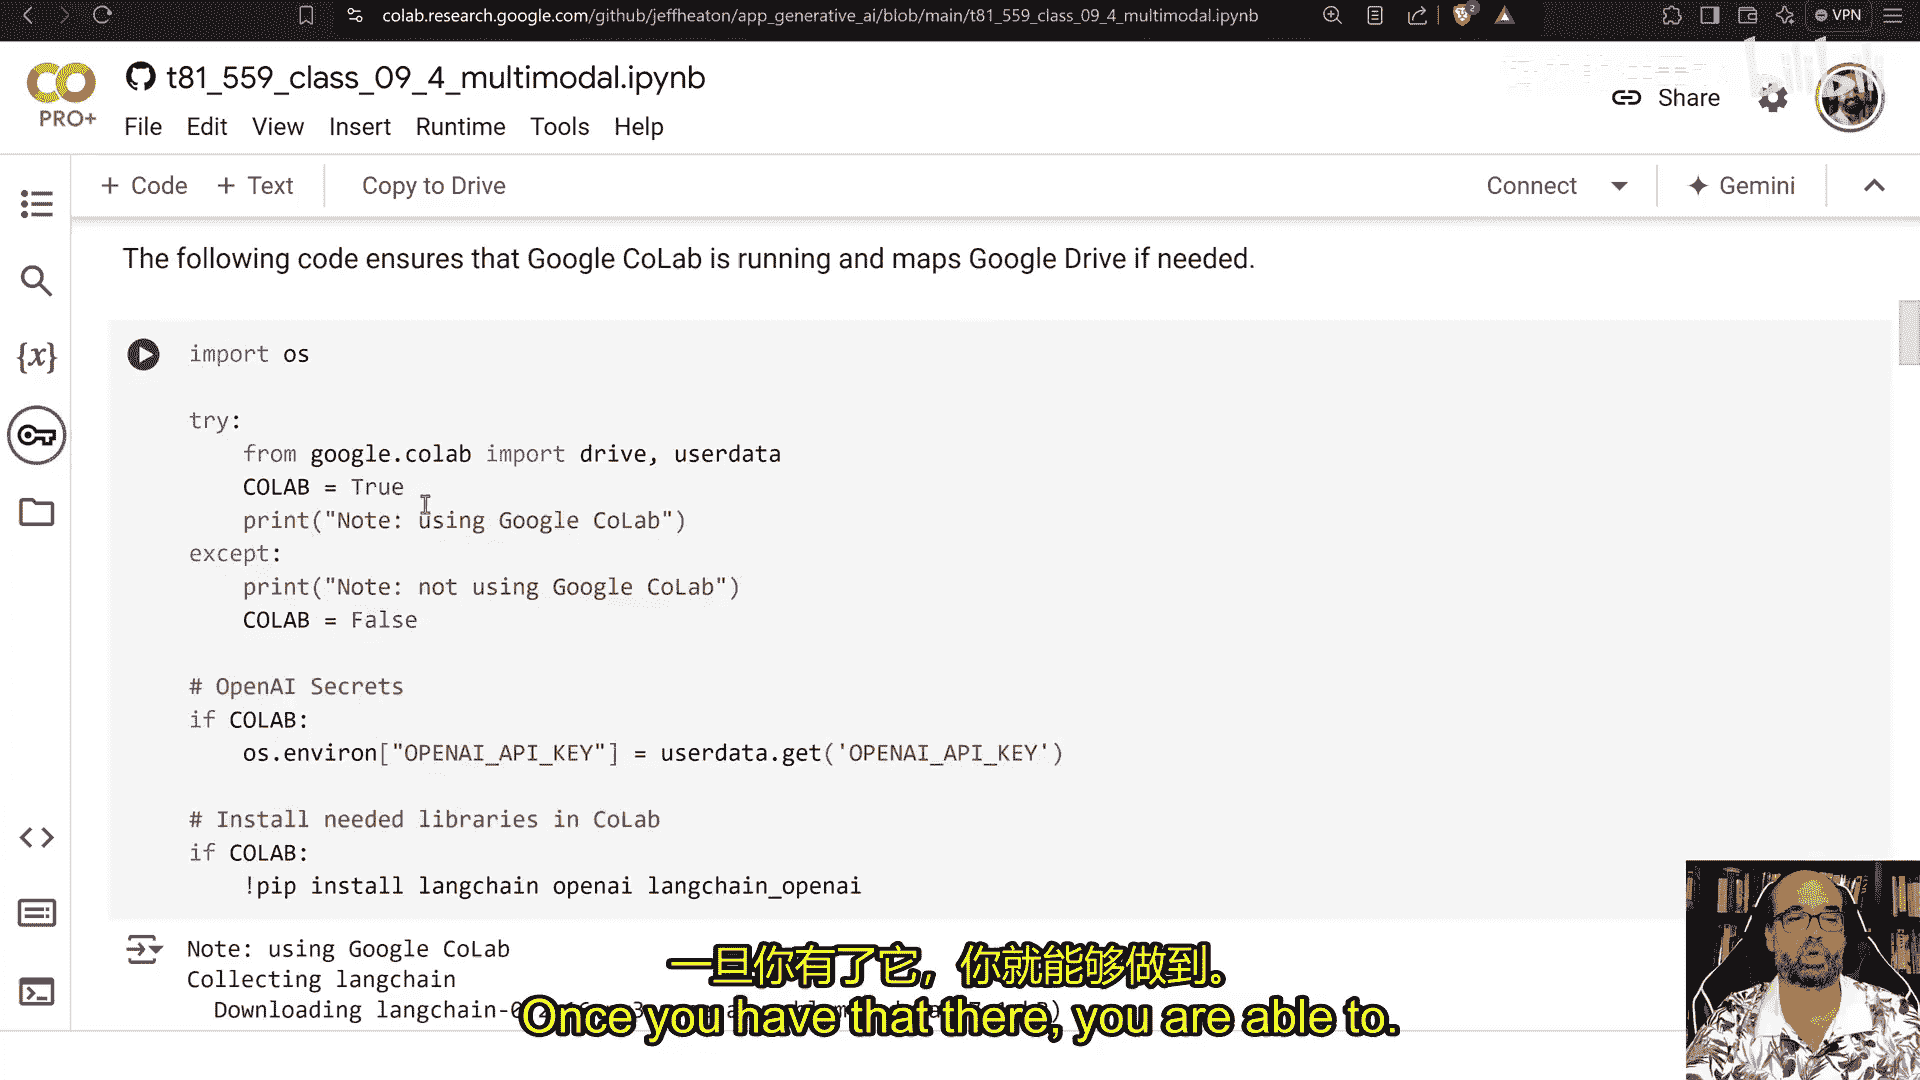 colab.research.google.com/github/jeffheaton/app_generative_ai/blob/main/t81_559_class_09_4_multimodal.ipynb
2
VPN
PRO+
t81_559_class_09_4_multimodal.ipynb
bilibili
Share
File Edit View Insert Runtime Tools Help
+ Code + Text Copy to Drive Connect Gemini
The following code ensures that Google CoLab is running and maps Google Drive if needed.
import os
try:
from google.colab import drive, userdata
COLAB = True
print("Note: using Google CoLab")
except:
print("Note: not using Google CoLab")
COLAB = False
# OpenAI Secrets
if COLAB:
os.environ["OPENAI_API_KEY"] = userdata.get('OPENAI_API_KEY')
# Install needed libraries in CoLab
if COLAB:
!pip install langchain openai langchain_openai
Note: using Google CoLab
Collecting langchain
Downloading
一旦你有了它，你就能够做到。
Once you have that there, you are able to.